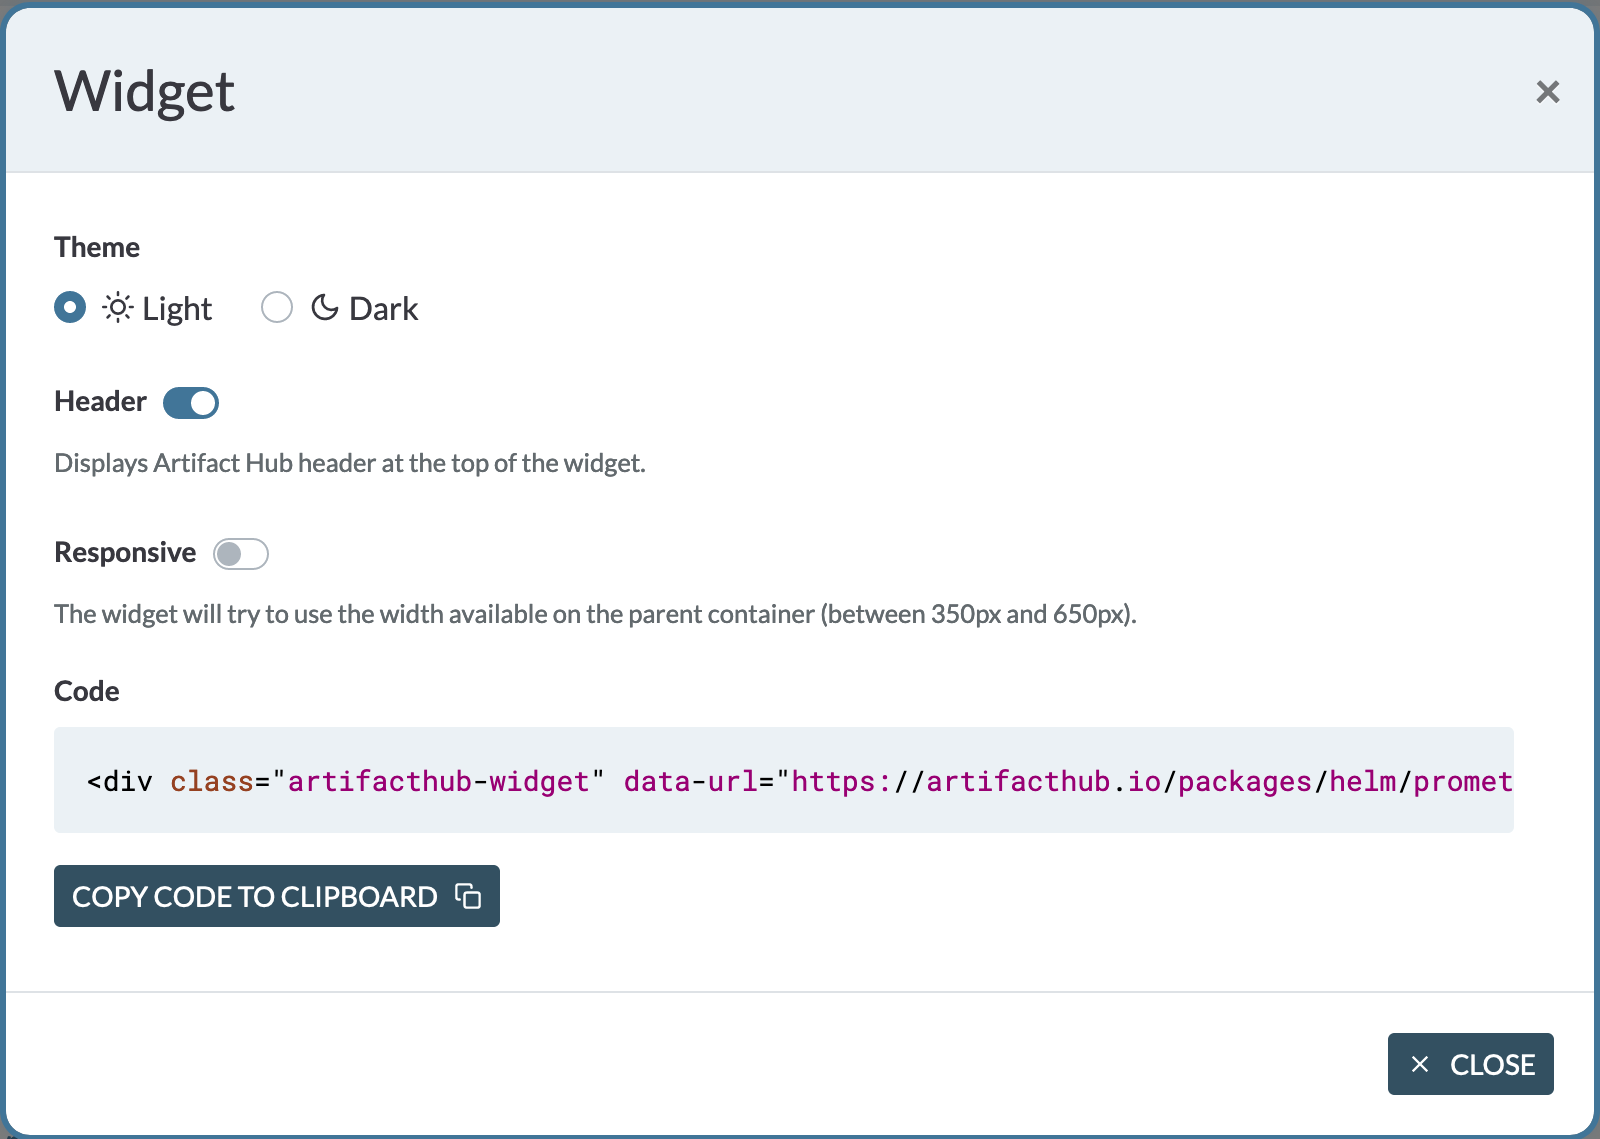 Widget
Theme
Light Dark
Header
Displays Artifact Hub header at the top of the widget.
Responsive
The widget will try to use the width available on the parent container (between 350px and 650px).
Code
<div class="artifacthub-widget" data-url="https://artifacthub.io/packages/helm/promet
COPY CODE TO CLIPBOARD
CLOSE